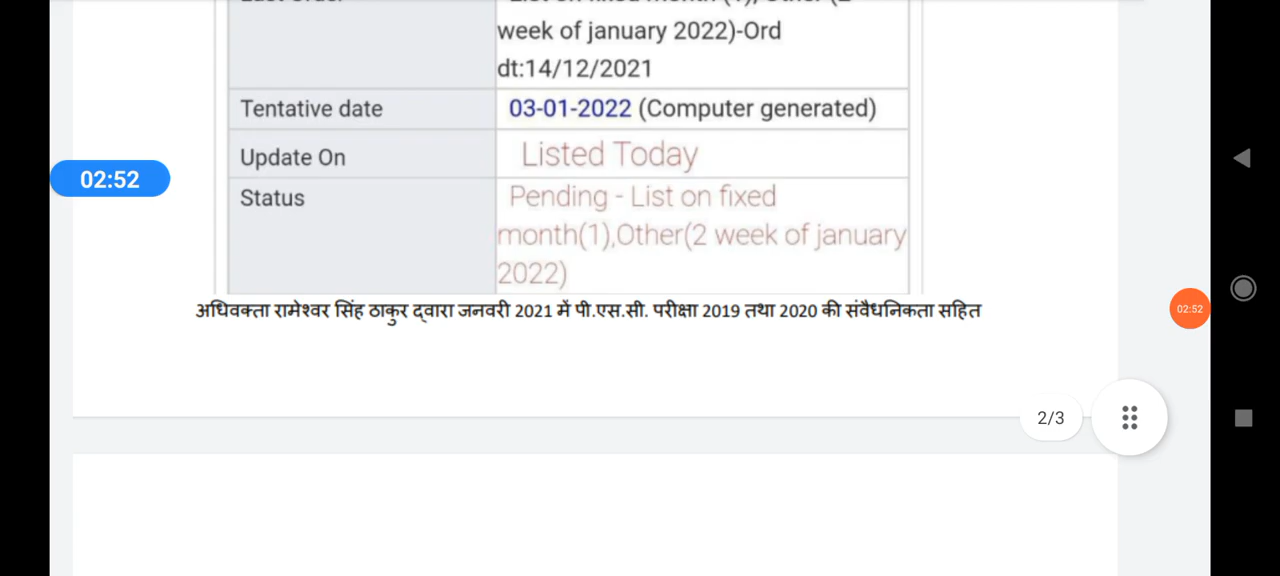 week of january 2022)-Ord
dt:14/12/2021
Tentative date
03-01-2022 (Computer generated)
Update On
Listed Today
02:52
Status
Pending - List on fixed
month(1),Other(2 week of january
2022)
अधिवक्ता रामेश्वर सिंह ठाकुर द्वारा जनवरी 2021 में पी.एस.सी. परीक्षा 2019 तथा 2020 की संवैधनिकता सहित
02:52
2/3